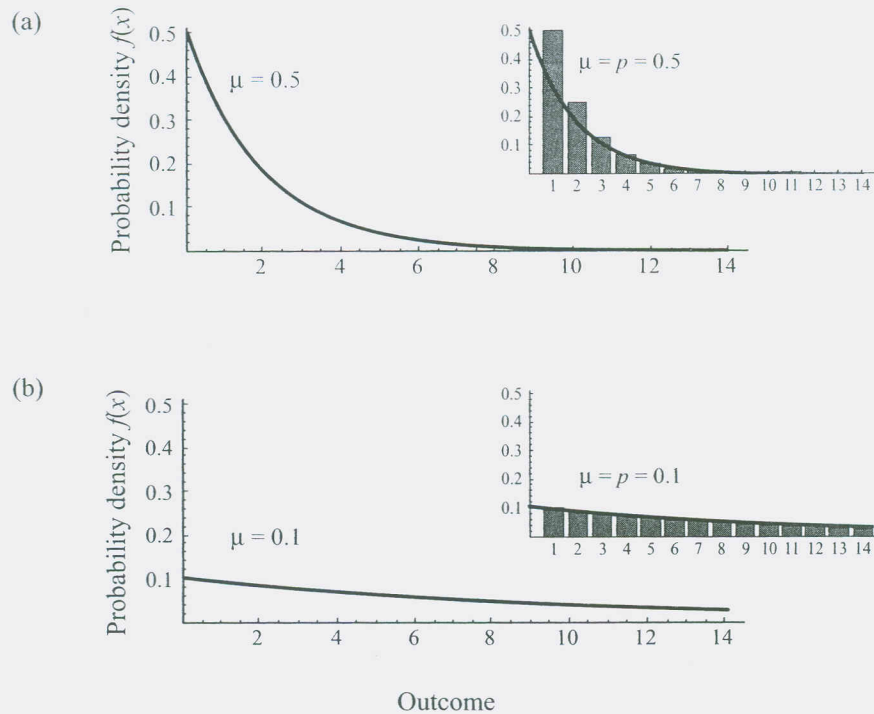 (a)
Probability density f(x)
0.5
0.4
0.3
0.2
0.1
μ = 0.5
2 4 6 8 10 12 14
0.5
0.4
0.3
0.2
0.1
μ = p = 0.5
1 2 3 4 5 6 7 8 9 10 11 12 13 14
(b)
Probability density f(x)
0.5
0.4
0.3
0.2
0.1
μ = 0.1
2 4 6 8 10 12 14
0.5
0.4
0.3
0.2
0.1
μ = p = 0.1
1 2 3 4 5 6 7 8 9 10 11 12 13 14
Outcome